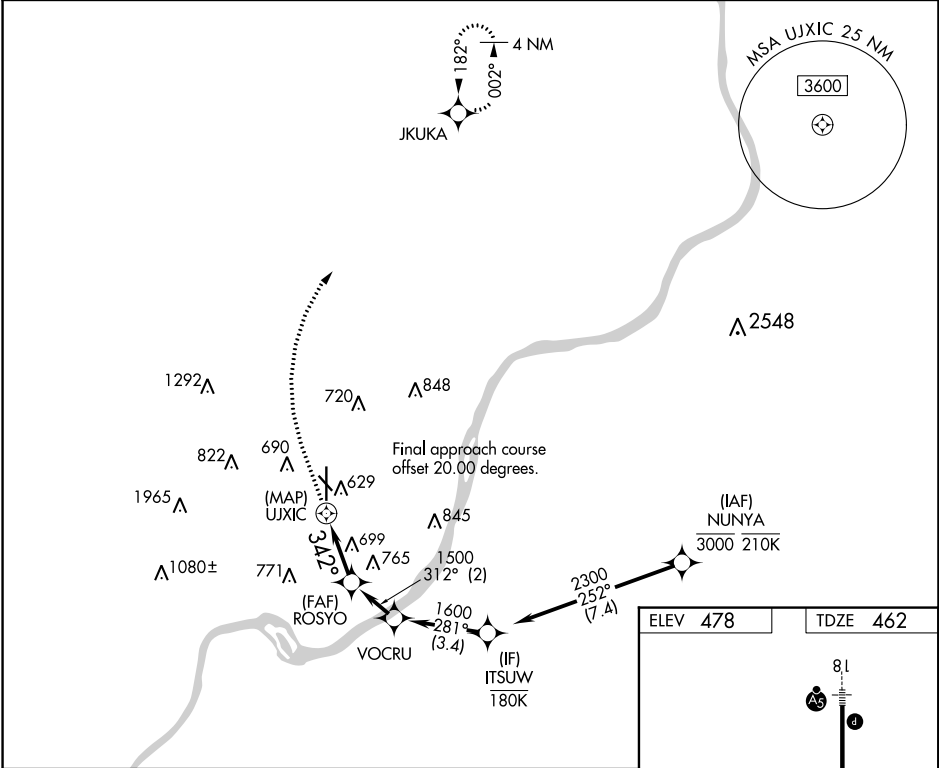 182°
002°
4 NM
JKUKA
MSA UJXIC 25 NM
3600
2548
1292
720
848
822
690
Final approach course
offset 20.00 degrees.
629
1965
(MAP)
UJXIC
342°
845
699
765
1080±
771
1500
312° (2)
(IAF)
NUNYA
3000 210K
2300
252°
(7.4)
(FAF)
ROSYO
1600
281°
(3.4)
VOCRU
(IF)
ITSUW
180K
ELEV 478
TDZE 462
18
A5
P